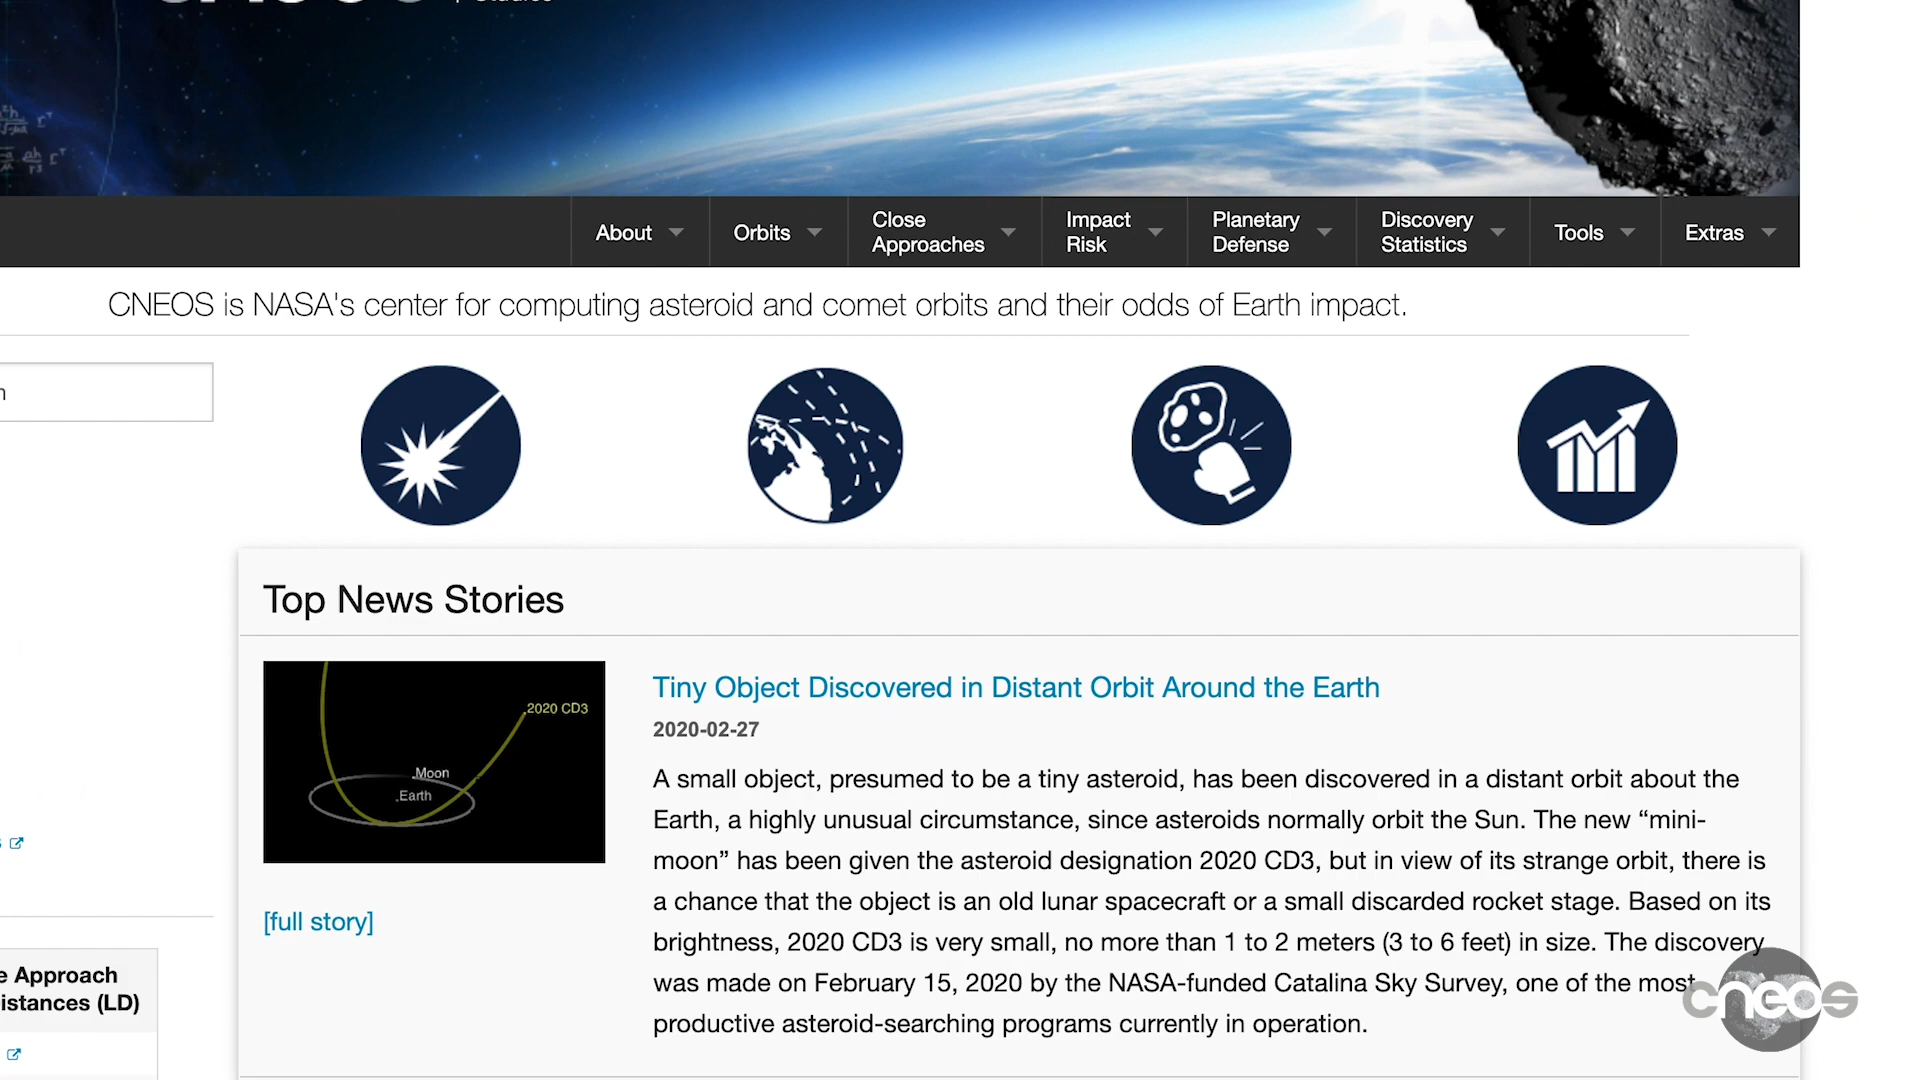 About
Orbits
Close
Approaches
Impact
Risk
Planetary
Defense
Discovery
Statistics
Tools
Extras
CNEOS is NASA's center for computing asteroid and comet orbits and their odds of Earth impact.
Top News Stories
2020 CD3
Moon
Earth
[full story]
Tiny Object Discovered in Distant Orbit Around the Earth
2020-02-27
A small object, presumed to be a tiny asteroid, has been discovered in a distant orbit about the
Earth, a highly unusual circumstance, since asteroids normally orbit the Sun. The new “mini-
moon” has been given the asteroid designation 2020 CD3, but in view of its strange orbit, there is
a chance that the object is an old lunar spacecraft or a small discarded rocket stage. Based on its
brightness, 2020 CD3 is very small, no more than 1 to 2 meters (3 to 6 feet) in size. The discovery
was made on February 15, 2020 by the NASA-funded Catalina Sky Survey, one of the most
productive asteroid-searching programs currently in operation.
Approach
(LD)
cneos